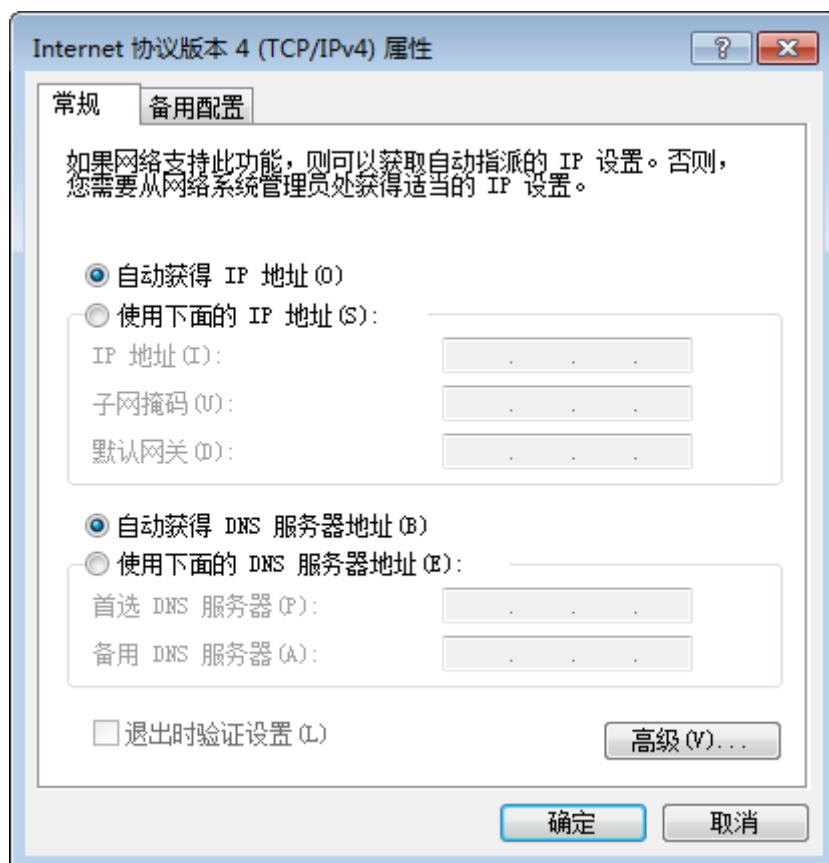 Internet 协议版本 4 (TCP/IPv4) 属性
常规 备用配置
如果网络支持此功能，则可以获取自动指派的 IP 设置。否则，
您需要从网络系统管理员处获得适当的 IP 设置。
自动获得 IP 地址(O)
使用下面的 IP 地址(S):
IP 地址(I):
子网掩码(U):
默认网关(D):
自动获得 DNS 服务器地址(B)
使用下面的 DNS 服务器地址(E):
首选 DNS 服务器(P):
备用 DNS 服务器(A):
退出时验证设置(L)
高级(V)...
确定 取消